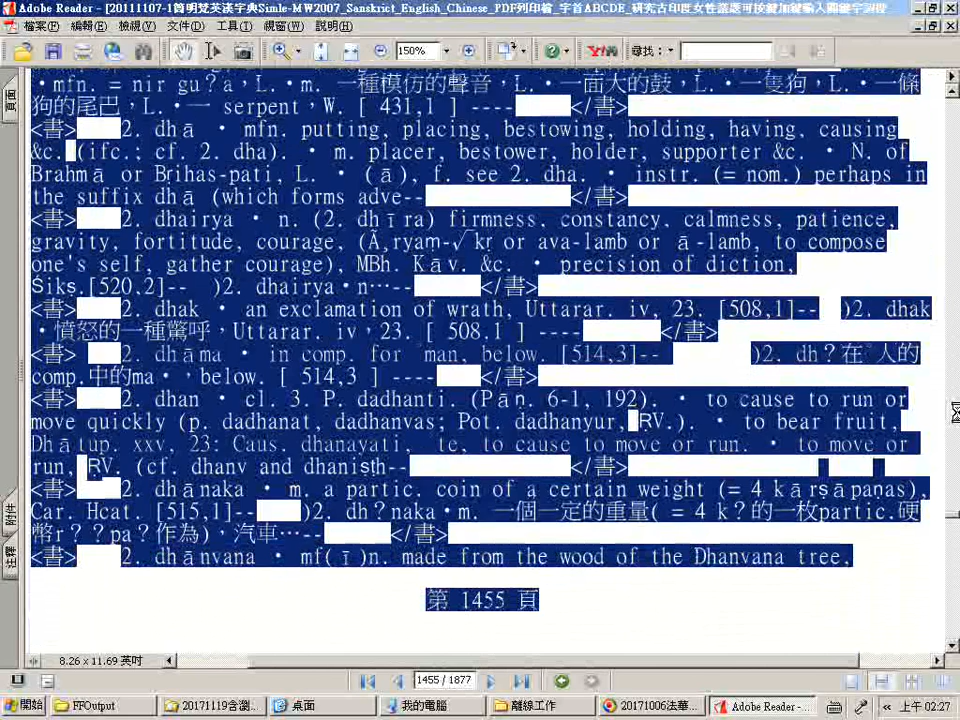 Adobe Reader - [20111107-1簡明梵英漢字典Simle-MW2007_Sanskrit_English_Chinese_PDF列印檔_字首ABCDE_研究古印度女性議題可按鍵加鍵輸入關鍵字詞搜
檔案(F) 編輯(E) 檢視(V) 文件(D) 工具(T) 視窗(W) 說明(H)
150% Y! 尋找:
頁面
附件
註釋
‧mfn. = nir gu?a，L.‧m. 一種模仿的聲音，L.‧一面大的鼓，L.‧一隻狗，L.‧一條
狗的尾巴，L.‧一 serpent，W. [ 431,1 ] ---- </書>
<書> 2. dhā ‧ mfn. putting, placing, bestowing, holding, having, causing
&c. (ifc.; cf. 2. dha). ‧ m. placer, bestower, holder, supporter &c. ‧ N. of
Brahmā or Bṛihas-pati, L. ‧ (ā), f. see 2. dha. ‧ instr. (= nom.) perhaps in
the suffix dhā (which forms adve-- </書>
<書> 2. dhairya ‧ n. (2. dhīra) firmness, constancy, calmness, patience,
gravity, fortitude, courage, (Ã¸ryaṃ-√kṛ or ava-lamb or ā-lamb, to compose
one's self, gather courage), MBh. Kāv. &c. ‧ precision of diction,
Śiks.[520,2]-- )2. dhairya‧n…-- </書>
<書> 2. dhak ‧ an exclamation of wrath, Uttarar. iv, 23. [508,1]-- )2. dhak
‧憤怒的一種驚呼，Uttarar. iv，23. [ 508.1 ] ---- </書>
<書> 2. dhāma ‧ in comp. for °man, below. [514,3]-- )2. dh？在°人的
comp.中的ma‧，below. [ 514,3 ] ---- </書>
<書> 2. dhan ‧ cl. 3. P. dadhanti. (Pāṇ. 6-1, 192). ‧ to cause to run or
move quickly (p. dadhanat, dadhanvas; Pot. dadhanyur, ṚV.). ‧ to bear fruit,
Dhātup. xxv, 23: Caus. dhanayati, °te, to cause to move or run. ‧ to move or
run, ṚV. (cf. dhanv and dhaniṣṭh--  </書>
<書> 2. dhānaka ‧ m. a partic. coin of a certain weight (= 4 kārṣāpaṇas),
Car. Hcat. [515,1]-- )2. dh？naka‧m. 一個一定的重量( = 4 k？的一枚partic.硬
幣r？？pa？作為)，汽車…-- </書>
<書> 2. dhānvana ‧ mf(ī)n. made from the wood of the Dhanvana tree,
第 1455 頁
8.26 x 11.69 英吋
1455 / 1877
開始 FFOutput 20171119含瀏... 桌面 我的電腦 離線工作 20171006法華... Adobe Reader -... 上午 02:27